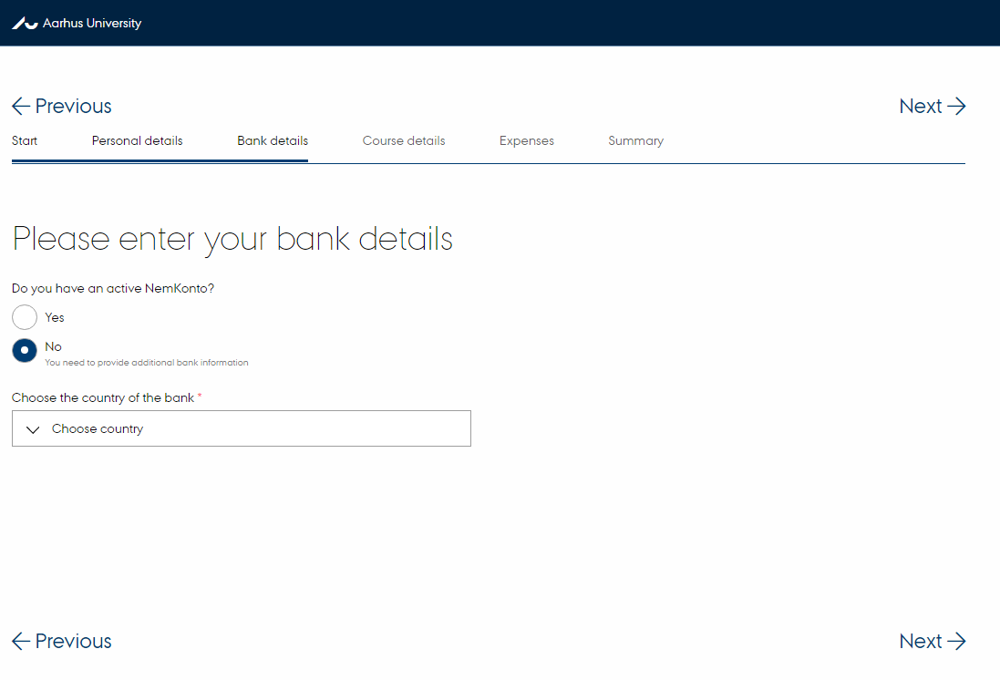 Aarhus University
Previous Next
Start Personal details Bank details Course details Expenses Summary
Please enter your bank details
Do you have an active NemKonto?
Yes
No
You need to provide additional bank information
Choose the country of the bank *
Choose country
Previous Next